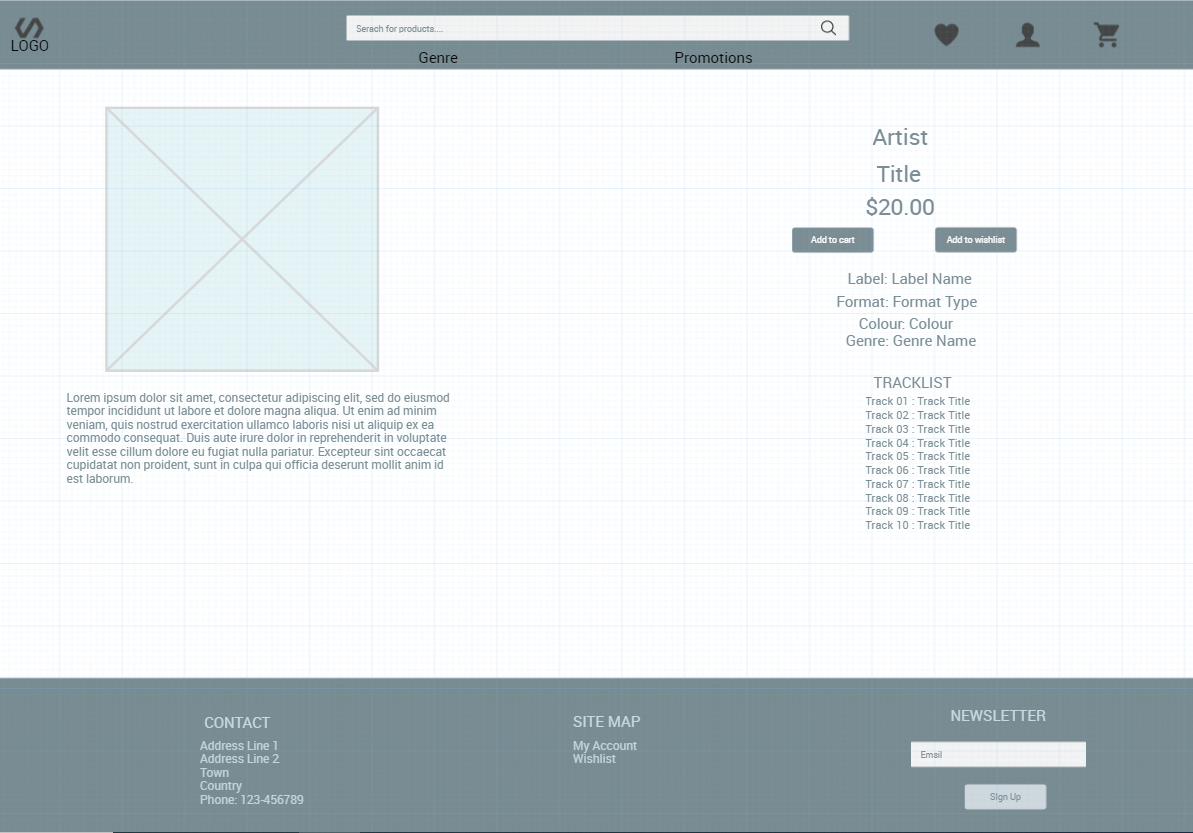 LOGO
Serach for products....
Genre
Promotions
Artist
Title
$20.00
Add to cart
Add to wishlist
Label: Label Name
Format: Format Type
Colour: Colour
Genre: Genre Name
TRACKLIST
Track 01 : Track Title
Track 02 : Track Title
Track 03 : Track Title
Track 04 : Track Title
Track 05 : Track Title
Track 06 : Track Title
Track 07 : Track Title
Track 08 : Track Title
Track 09 : Track Title
Track 10 : Track Title
Lorem ipsum dolor sit amet, consectetur adipiscing elit, sed do eiusmod
tempor incididunt ut labore et dolore magna aliqua. Ut enim ad minim
veniam, quis nostrud exercitation ullamco laboris nisi ut aliquip ex ea
commodo consequat. Duis aute irure dolor in reprehenderit in voluptate
velit esse cillum dolore eu fugiat nulla pariatur. Excepteur sint occaecat
cupidatat non proident, sunt in culpa qui officia deserunt mollit anim id
est laborum.
CONTACT
Address Line 1
Address Line 2
Town
Country
Phone: 123-456789
SITE MAP
My Account
Wishlist
NEWSLETTER
Email
Sign Up